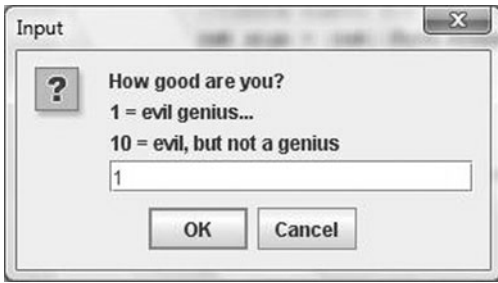 Input
?
How good are you?
1 = evil genius...
10 = evil, but not a genius
1
OK Cancel